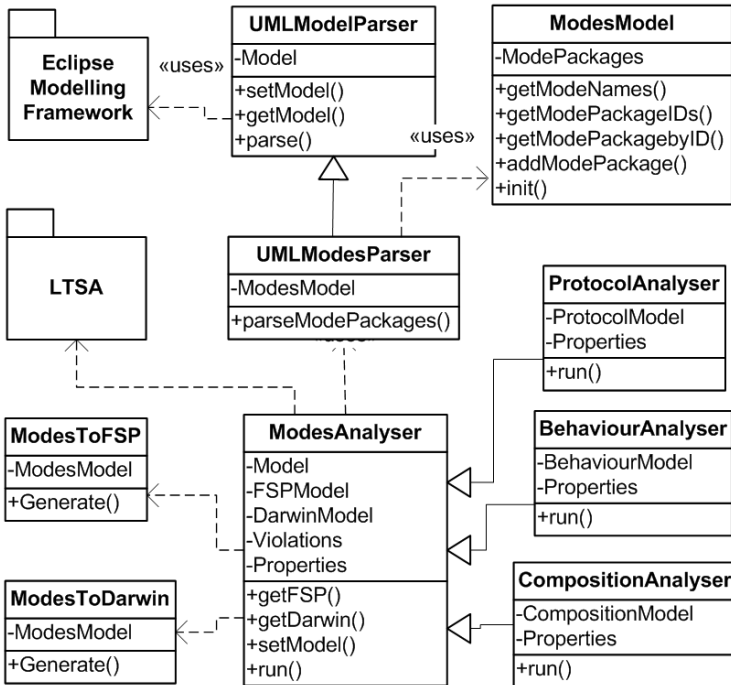 UMLModelParser
-Model
+setModel()
+getModel()
+parse()
ModesModel
-ModePackages
+getModeNames()
+getModePackageIDs()
+getModePackagebyID()
+addModePackage()
+init()
Eclipse
Modelling
Framework
«uses»
«uses»
LTSA
UMLModesParser
-ModesModel
+parseModePackages()
«uses»
ProtocolAnalyser
-ProtocolModel
-Properties
+run()
ModesToFSP
-ModesModel
+Generate()
ModesAnalyser
-Model
-FSPModel
-DarwinModel
-Violations
-Properties
+getFSP()
+getDarwin()
+setModel()
+run()
BehaviourAnalyser
-BehaviourModel
-Properties
+run()
ModesToDarwin
-ModesModel
+Generate()
CompositionAnalyser
-CompositionModel
-Properties
+run()